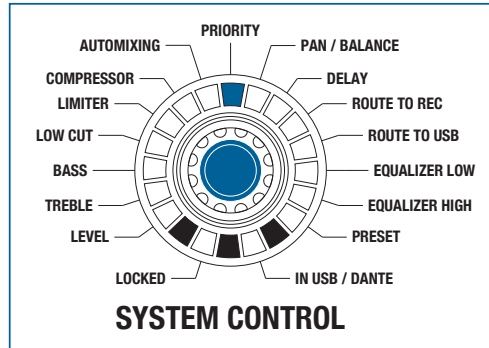 PRIORITY
AUTOMIXING
PAN / BALANCE
COMPRESSOR
DELAY
LIMITER
ROUTE TO REC
LOW CUT
ROUTE TO USB
BASS
EQUALIZER LOW
TREBLE
EQUALIZER HIGH
LEVEL
PRESET
LOCKED
IN USB / DANTE
SYSTEM CONTROL